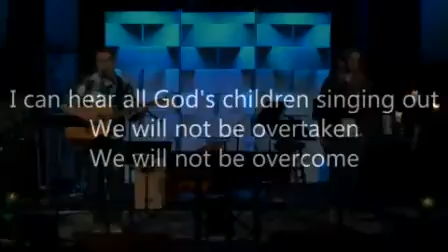 I can hear all God's children singing out
We will not be overtaken
We will not be overcome